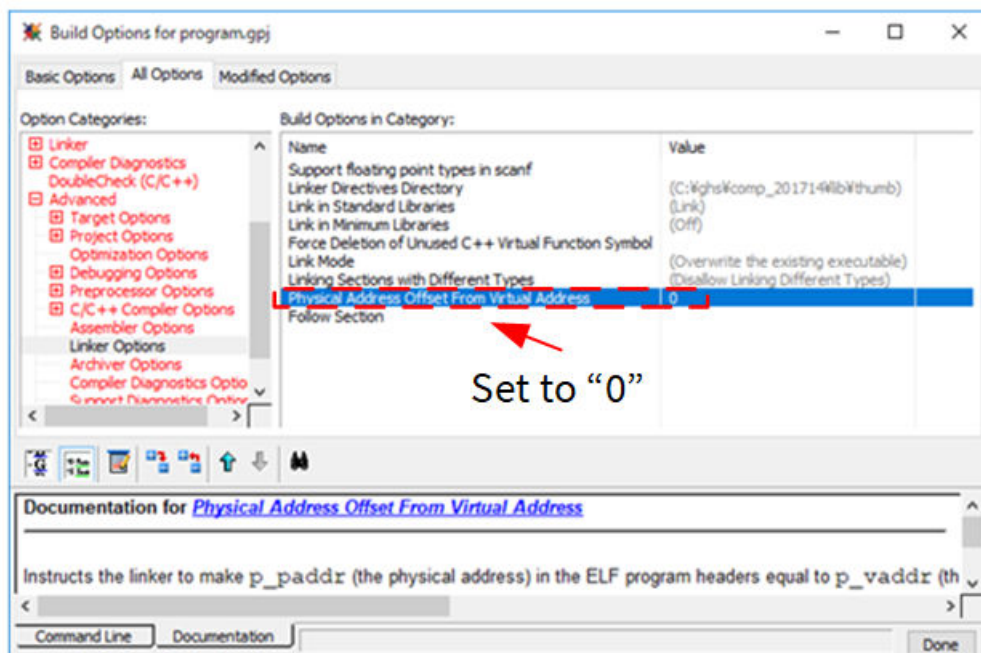 Build Options for program.gpj
Basic Options All Options Modified Options
Option Categories:
Linker
Compiler Diagnostics
DoubleCheck (C/C++)
Advanced
Target Options
Project Options
Optimization Options
Debugging Options
Preprocessor Options
C/C++ Compiler Options
Assembler Options
Linker Options
Archiver Options
Compiler Diagnostics Optio
Support Diagnostics Option
Build Options in Category:
Name Value
Support floating point types in scanf
Linker Directives Directory (C:¥ghs¥comp_201714¥lib¥thumb)
Link in Standard Libraries (Link)
Link in Minimum Libraries (Off)
Force Deletion of Unused C++ Virtual Function Symbol
Link Mode (Overwrite the existing executable)
Linking Sections with Different Types (Disallow Linking Different Types)
Physical Address Offset From Virtual Address 0
Follow Section
Set to “0”
Documentation for Physical Address Offset From Virtual Address
Instructs the linker to make p_paddr (the physical address) in the ELF program headers equal to p_vaddr (th
Command Line Documentation
Done